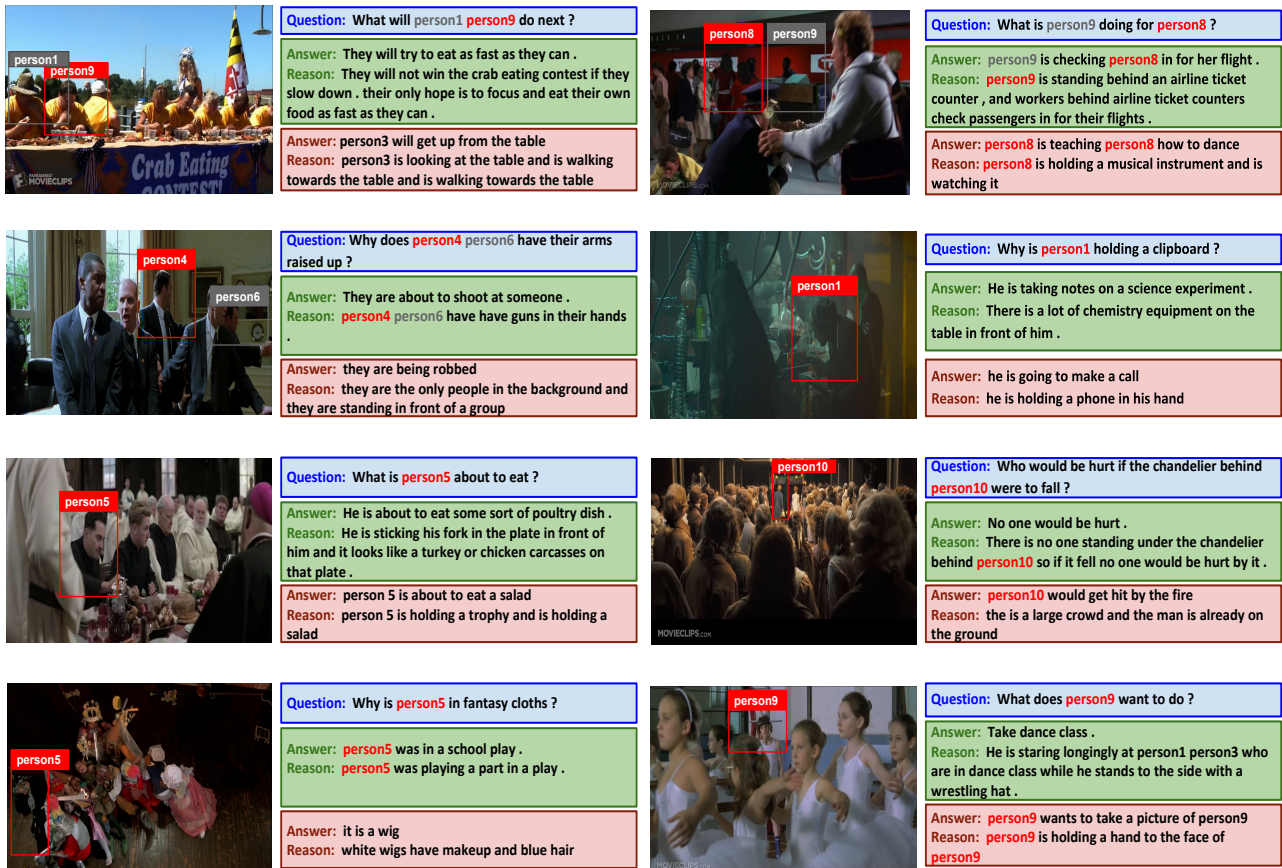 person1
person9
Crab Eating
CONTEST!
FANDANGO
MOVIECLIPS
Question: What will person1 person9 do next ?
Answer: They will try to eat as fast as they can .
Reason: They will not win the crab eating contest if they
slow down . their only hope is to focus and eat their own
food as fast as they can .
Answer: person3 will get up from the table
Reason: person3 is looking at the table and is walking
towards the table and is walking towards the table
person8
person9
MOVIECLIPS.COM
Question: What is person9 doing for person8 ?
Answer: person9 is checking person8 in for her flight .
Reason: person9 is standing behind an airline ticket
counter , and workers behind airline ticket counters
check passengers in for their flights .
Answer: person8 is teaching person8 how to dance
Reason: person8 is holding a musical instrument and is
watching it
person4
person6
Question: Why does person4 person6 have their arms
raised up ?
Answer: They are about to shoot at someone .
Reason: person4 person6 have have guns in their hands
.
Answer: they are being robbed
Reason: they are the only people in the background and
they are standing in front of a group
person1
Question: Why is person1 holding a clipboard ?
Answer: He is taking notes on a science experiment .
Reason: There is a lot of chemistry equipment on the
table in front of him .
Answer: he is going to make a call
Reason: he is holding a phone in his hand
person5
Question: What is person5 about to eat ?
Answer: He is about to eat some sort of poultry dish .
Reason: He is sticking his fork in the plate in front of
him and it looks like a turkey or chicken carcasses on
that plate .
Answer: person 5 is about to eat a salad
Reason: person 5 is holding a trophy and is holding a
salad
person10
MOVIECLIPS.COM
Question: Who would be hurt if the chandelier behind
person10 were to fall ?
Answer: No one would be hurt .
Reason: There is no one standing under the chandelier
behind person10 so if it fell no one would be hurt by it .
Answer: person10 would get hit by the fire
Reason: the is a large crowd and the man is already on
the ground
person5
Question: Why is person5 in fantasy cloths ?
Answer: person5 was in a school play .
Reason: person5 was playing a part in a play .
Answer: it is a wig
Reason: white wigs have makeup and blue hair
person9
MOVIECLIPS.COM
Question: What does person9 want to do ?
Answer: Take dance class .
Reason: He is staring longingly at person1 person3 who
are in dance class while he stands to the side with a
wrestling hat .
Answer: person9 wants to take a picture of person9
Reason: person9 is holding a hand to the face of
person9